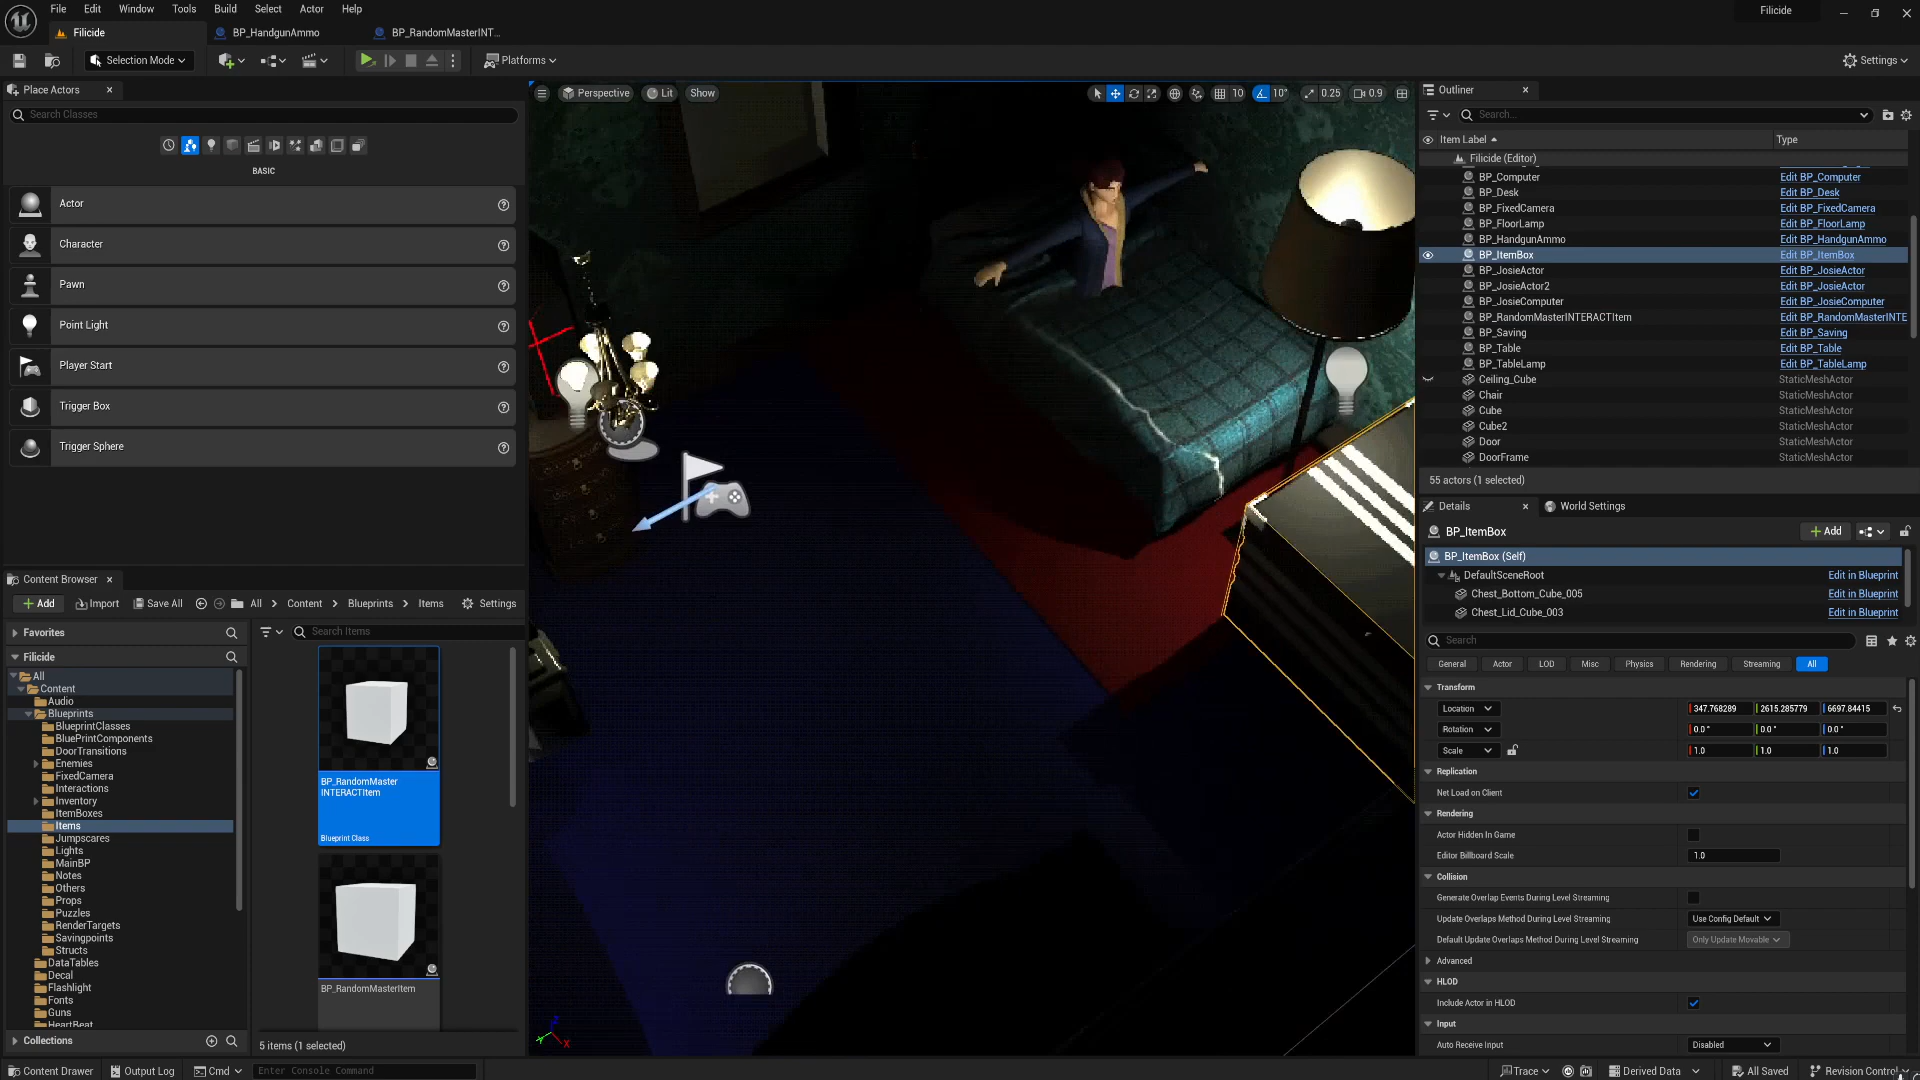 File Edit Window Tools Build Select Actor Help
Filicide
Filicide BP_HandgunAmmo BP_RandomMasterINT...
Selection Mode Platforms Settings
Place Actors
Search Classes
BASIC
Actor
Character
Pawn
Point Light
Player Start
Trigger Box
Trigger Sphere
Perspective Lit Show 10 10° 0.25 0.9
Outliner
Search...
Item Label Type
Filicide (Editor)
BP_Computer Edit BP_Computer
BP_Desk Edit BP_Desk
BP_FixedCamera Edit BP_FixedCamera
BP_FloorLamp Edit BP_FloorLamp
BP_HandgunAmmo Edit BP_HandgunAmmo
BP_ItemBox Edit BP_ItemBox
BP_JosieActor Edit BP_JosieActor
BP_JosieActor2 Edit BP_JosieActor
BP_JosieComputer Edit BP_JosieComputer
BP_RandomMasterINTERACTItem Edit BP_RandomMasterINTE
BP_Saving Edit BP_Saving
BP_Table Edit BP_Table
BP_TableLamp Edit BP_TableLamp
Ceiling_Cube StaticMeshActor
Chair StaticMeshActor
Cube StaticMeshActor
Cube2 StaticMeshActor
Door StaticMeshActor
DoorFrame StaticMeshActor
55 actors (1 selected)
Details World Settings
BP_ItemBox Add
BP_ItemBox (Self)
DefaultSceneRoot Edit in Blueprint
Chest_Bottom_Cube_005 Edit in Blueprint
Chest_Lid_Cube_003 Edit in Blueprint
Search
General Actor LOD Misc Physics Rendering Streaming All
Transform
Location 347.768289 2615.285779 6697.84415
Rotation 0.0° 0.0° 0.0°
Scale 1.0 1.0 1.0
Replication
Net Load on Client
Rendering
Actor Hidden In Game
Editor Billboard Scale 1.0
Collision
Generate Overlap Events During Level Streaming
Update Overlaps Method During Level Streaming Use Config Default
Default Update Overlaps Method During Level Streaming Only Update Movable
Advanced
HLOD
Include Actor in HLOD
Input
Auto Receive Input Disabled
Content Browser
Add Import Save All All Content Blueprints Items Settings
Favorites
Filicide
All
Content
Audio
Blueprints
BlueprintClasses
BluePrintComponents
DoorTransitions
Enemies
FixedCamera
Interactions
Inventory
ItemBoxes
Items
Jumpscares
Lights
MainBP
Notes
Others
Props
Puzzles
RenderTargets
Savingpoints
Structs
DataTables
Decal
Flashlight
Fonts
Guns
HeartBeat
Collections
Search Items
BP_RandomMaster
INTERACTItem
Blueprint Class
BP_RandomMasterItem
5 items (1 selected)
Z
Y
X
Content Drawer Output Log Cmd Enter Console Command Trace Derived Data All Saved Revision Control